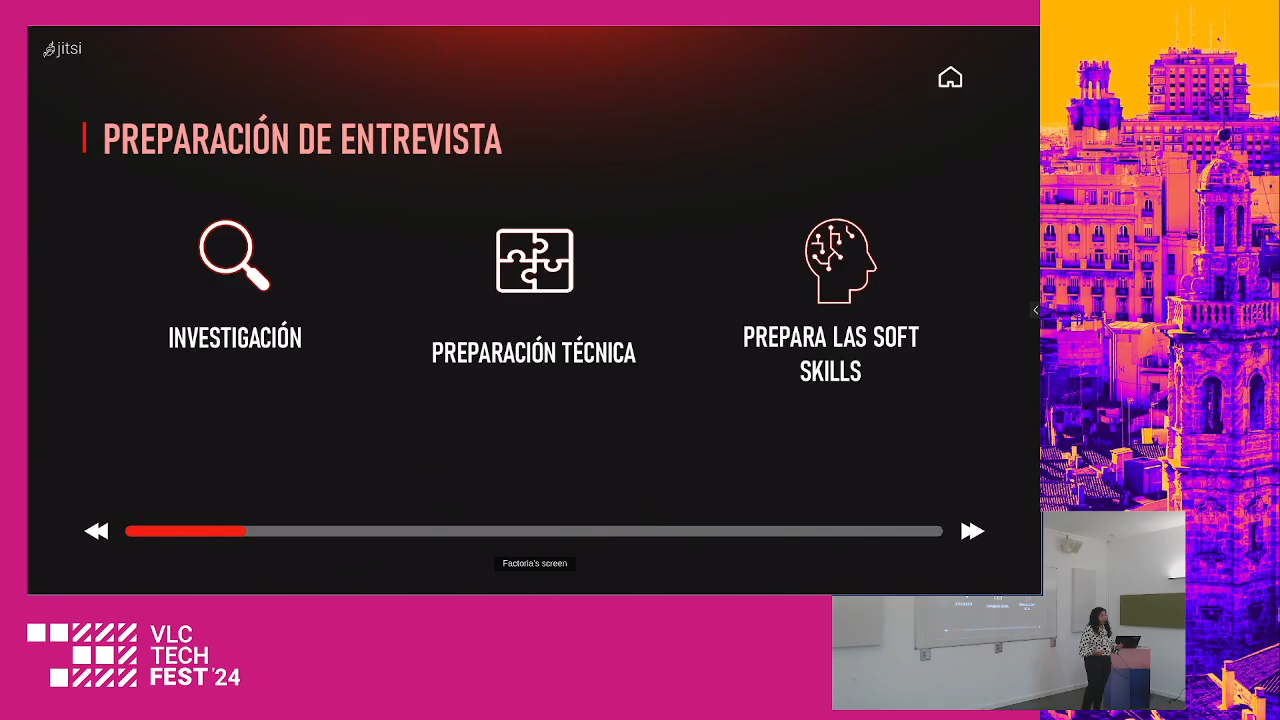 jitsi
PREPARACIÓN DE ENTREVISTA
INVESTIGACIÓN
PREPARACIÓN TÉCNICA
PREPARA LAS SOFT
SKILLS
Factoria's screen
VLC
TECH
FEST '24